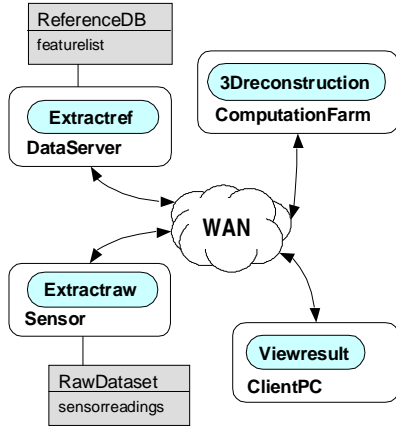 ReferenceDB
featurelist
Extractref
DataServer
3Dreconstruction
ComputationFarm
WAN
Extractraw
Sensor
RawDataset
sensorreadings
Viewresult
ClientPC